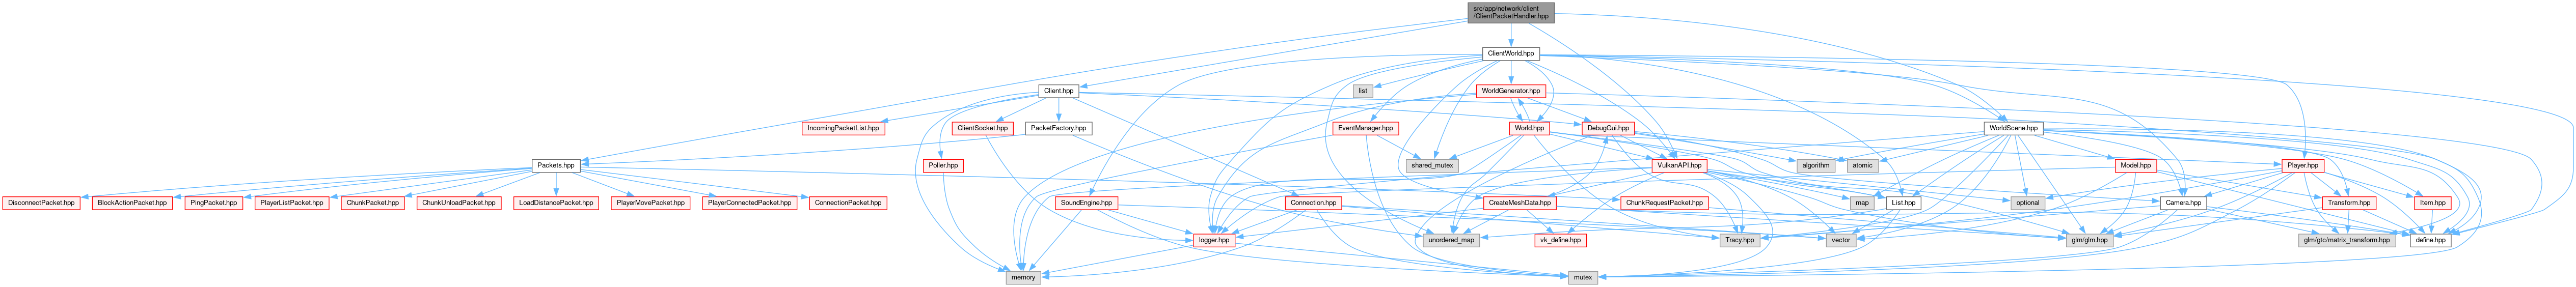 src/app/network/client
/ClientPacketHandler.hpp
ClientWorld.hpp
Client.hpp
list
WorldGenerator.hpp
IncomingPacketList.hpp
ClientSocket.hpp
PacketFactory.hpp
EventManager.hpp
World.hpp
DebugGui.hpp
WorldScene.hpp
Packets.hpp
Poller.hpp
shared_mutex
VulkanAPI.hpp
algorithm
atomic
Model.hpp
Player.hpp
DisconnectPacket.hpp
BlockActionPacket.hpp
PingPacket.hpp
PlayerListPacket.hpp
ChunkPacket.hpp
ChunkUnloadPacket.hpp
LoadDistancePacket.hpp
PlayerMovePacket.hpp
PlayerConnectedPacket.hpp
ConnectionPacket.hpp
SoundEngine.hpp
Connection.hpp
CreateMeshData.hpp
ChunkRequestPacket.hpp
map
List.hpp
optional
Camera.hpp
Transform.hpp
Item.hpp
logger.hpp
unordered_map
vk_define.hpp
Tracy.hpp
vector
glm/glm.hpp
glm/gtc/matrix_transform.hpp
define.hpp
memory
mutex